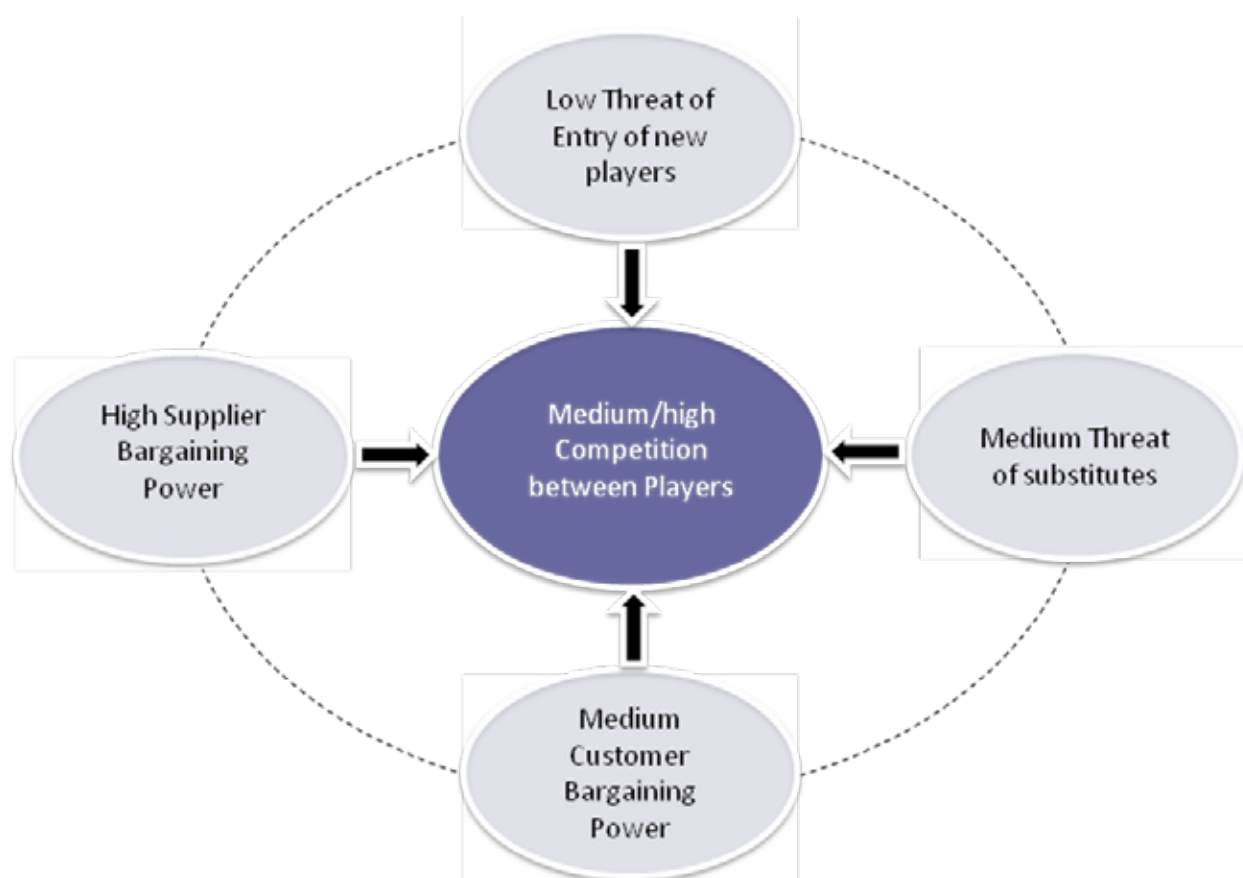 Low Threat of
Entry of new
players
High Supplier
Bargaining
Power
Medium/high
Competition
between Players
Medium Threat
of substitutes
Medium
Customer
Bargaining
Power